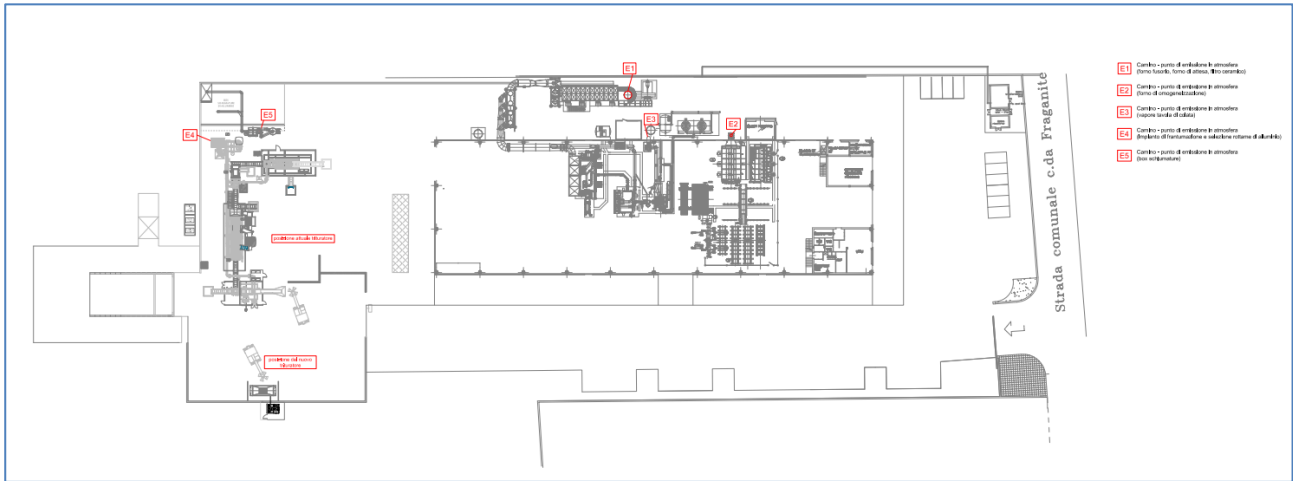 E1
E5
E4
E3
E2
posizione attuale trituratore
posizione del nuovo
trituratore
Strada comunale c.da Fraganite
E1
Camino - punto di emissione in atmosfera
(forno fusorio, forno di attesa, filtro ceramico)
E2
Camino - punto di emissione in atmosfera
(forno di omogeneizzazione)
E3
Camino - punto di emissione in atmosfera
(vapore tavola di colata)
E4
Camino - punto di emissione in atmosfera
(impianto di frantumazione e selezione rottame di alluminio)
E5
Camino - punto di emissione in atmosfera
(box schiumature)